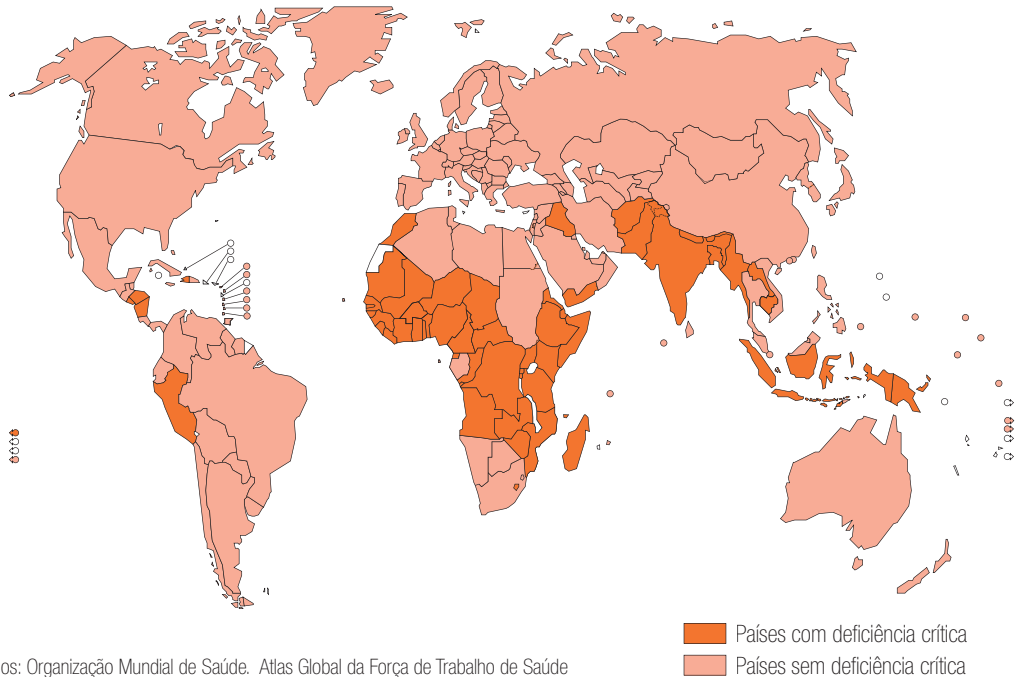 Países com deficiência crítica
Países sem deficiência crítica
os: Organização Mundial de Saúde. Atlas Global da Força de Trabalho de Saúde